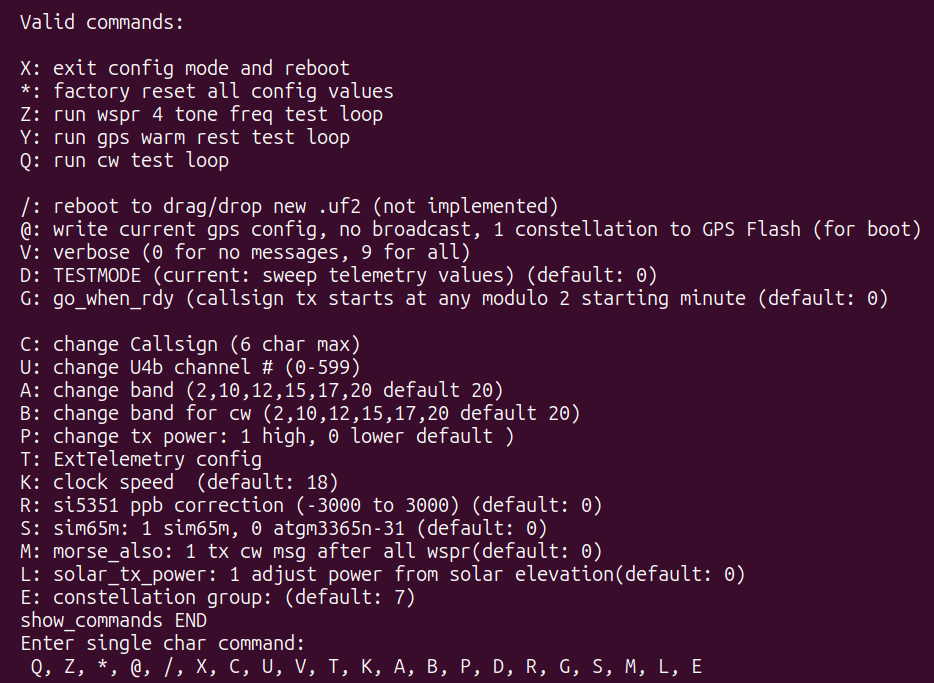 Valid commands:
X: exit config mode and reboot
*: factory reset all config values
Z: run wspr 4 tone freq test loop
Y: run gps warm rest test loop
Q: run cw test loop
/: reboot to drag/drop new .uf2 (not implemented)
@: write current gps config, no broadcast, 1 constellation to GPS Flash (for boot)
V: verbose (0 for no messages, 9 for all)
D: TESTMODE (current: sweep telemetry values) (default: 0)
G: go_when_rdy (callsign tx starts at any modulo 2 starting minute (default: 0)
C: change Callsign (6 char max)
U: change U4b channel # (0-599)
A: change band (2,10,12,15,17,20 default 20)
B: change band for cw (2,10,12,15,17,20 default 20)
P: change tx power: 1 high, 0 lower default )
T: ExtTelemetry config
K: clock speed  (default: 18)
R: si5351 ppb correction (-3000 to 3000) (default: 0)
S: sim65m: 1 sim65m, 0 atgm3365n-31 (default: 0)
M: morse_also: 1 tx cw msg after all wspr(default: 0)
L: solar_tx_power: 1 adjust power from solar elevation(default: 0)
E: constellation group: (default: 7)
show_commands END
Enter single char command:
 Q, Z, *, @, /, X, C, U, V, T, K, A, B, P, D, R, G, S, M, L, E